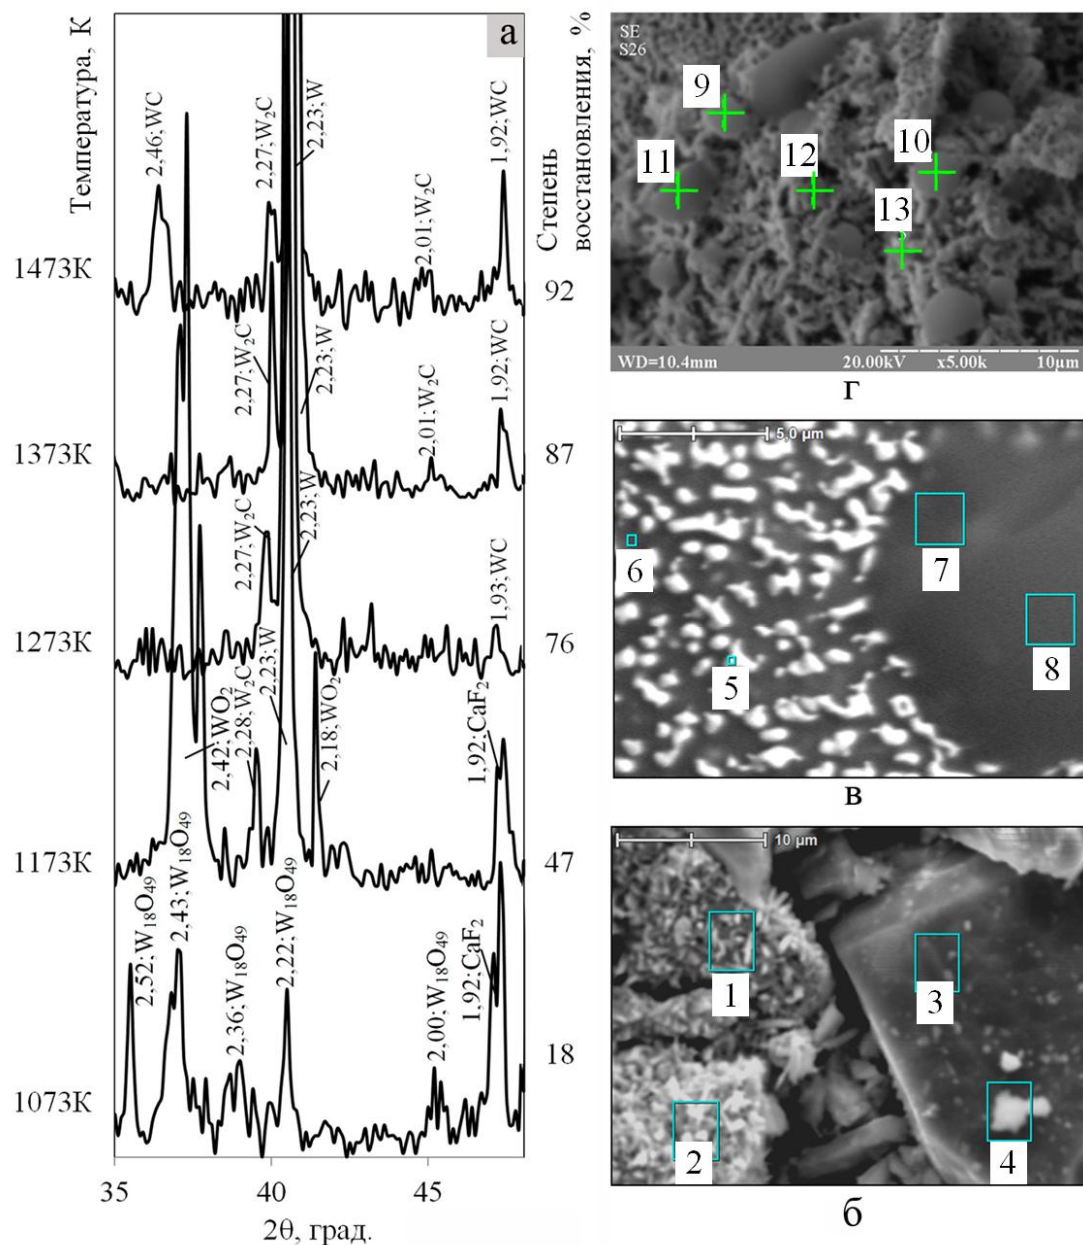 Температура, К
а
Степень
восстановления, %
2,46;WC
2,27;W₂C
2,23;W
2,01;W₂C
1,92;WC
1473К
92
2,27;W₂C
2,23;W
2,01;W₂C
1,92;WC
1373К
87
2,27;W₂C
2,23;W
1,93;WC
1273К
76
2,42;WO₂
2,28;W₂C
2,23;W
2,18;WO₂
1,92;CaF₂
1173К
47
2,52;W₁₈O₄₉
2,43;W₁₈O₄₉
2,36;W₁₈O₄₉
2,22;W₁₈O₄₉
2,00;W₁₈O₄₉
1,92;CaF₂
1073К
18
35
40
45
2θ, град.
SE
S26
9
11
12
10
13
WD=10.4mm 20.00kV x5.00k 10μm
г
5,0 μm
6
7
5
8
в
10 μm
1
3
2
4
б